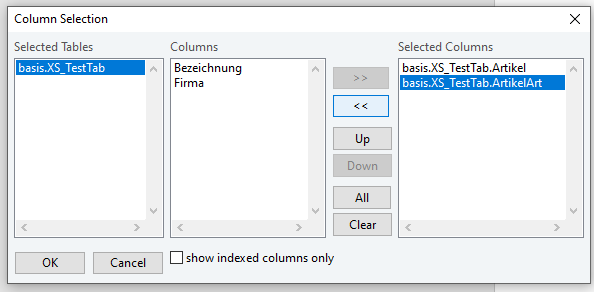 Column Selection
Selected Tables
Columns
Selected Columns
basis.XS_TestTab
Bezeichnung
Firma
>>
<<
Up
Down
All
Clear
basis.XS_TestTab.Artikel
basis.XS_TestTab.ArtikelArt
OK
Cancel
show indexed columns only